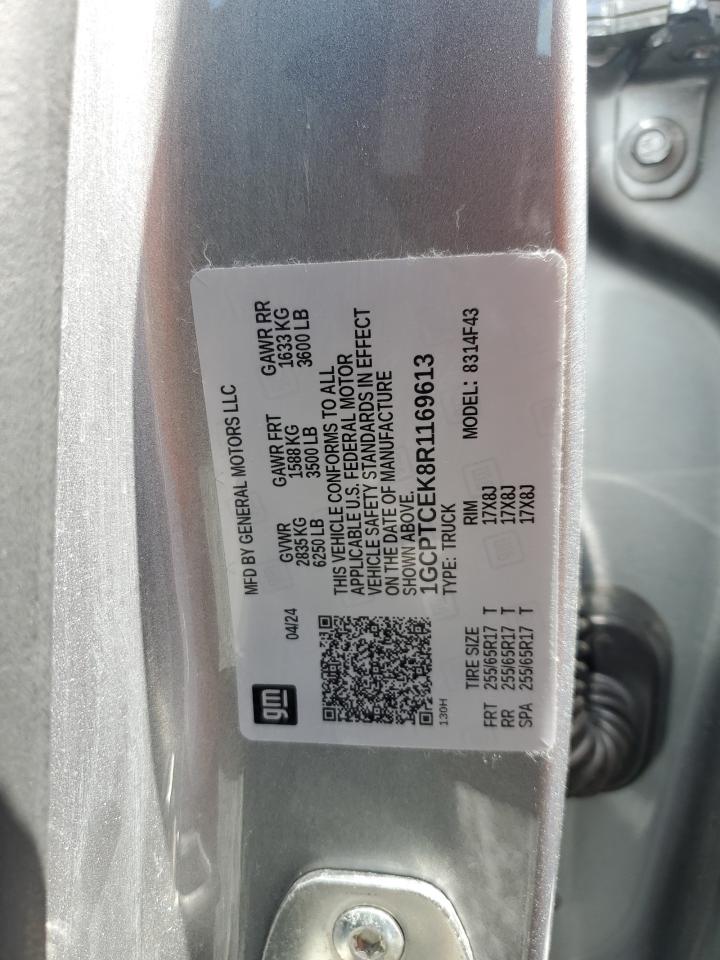 gm
MFD BY GENERAL MOTORS LLC
04/24
GVWR GAWR FRT GAWR RR
2835 KG 1588 KG 1633 KG
6250 LB 3500 LB 3600 LB
THIS VEHICLE CONFORMS TO ALL
APPLICABLE U.S. FEDERAL MOTOR
VEHICLE SAFETY STANDARDS IN EFFECT
ON THE DATE OF MANUFACTURE
SHOWN ABOVE.
1GCPTCEK8R1169613
130H
TYPE: TRUCK MODEL: 8314F43
TIRE SIZE RIM
FRT 255/65R17 T 17X8J
RR 255/65R17 T 17X8J
SPA 255/65R17 T 17X8J